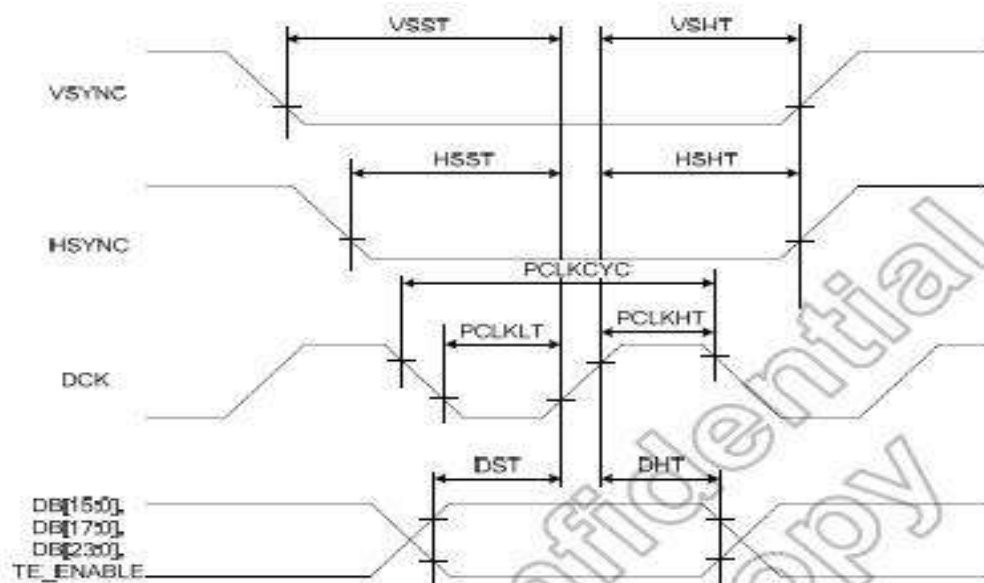 VSST VSHT
VSYNC
HSST HSHT
HSYNC
PCLKCYC
PCLKLT PCLKHT
DCK
DST DHT
DB[15:0],
DB[17:0],
DB[23:0],
TE_ENABLE